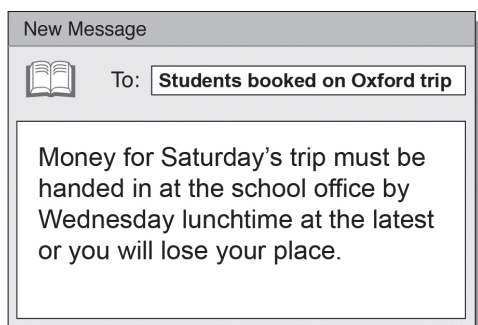 New Message
To: Students booked on Oxford trip
Money for Saturday's trip must be
handed in at the school office by
Wednesday lunchtime at the latest
or you will lose your place.